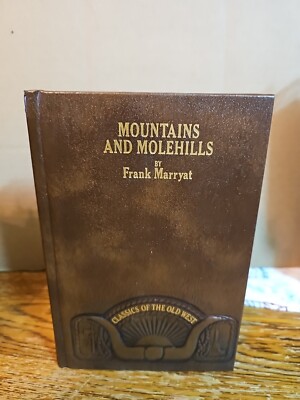 MOUNTAINS
AND MOLEHILLS
BY
Frank Marryat
CLASSICS OF THE OLD WEST